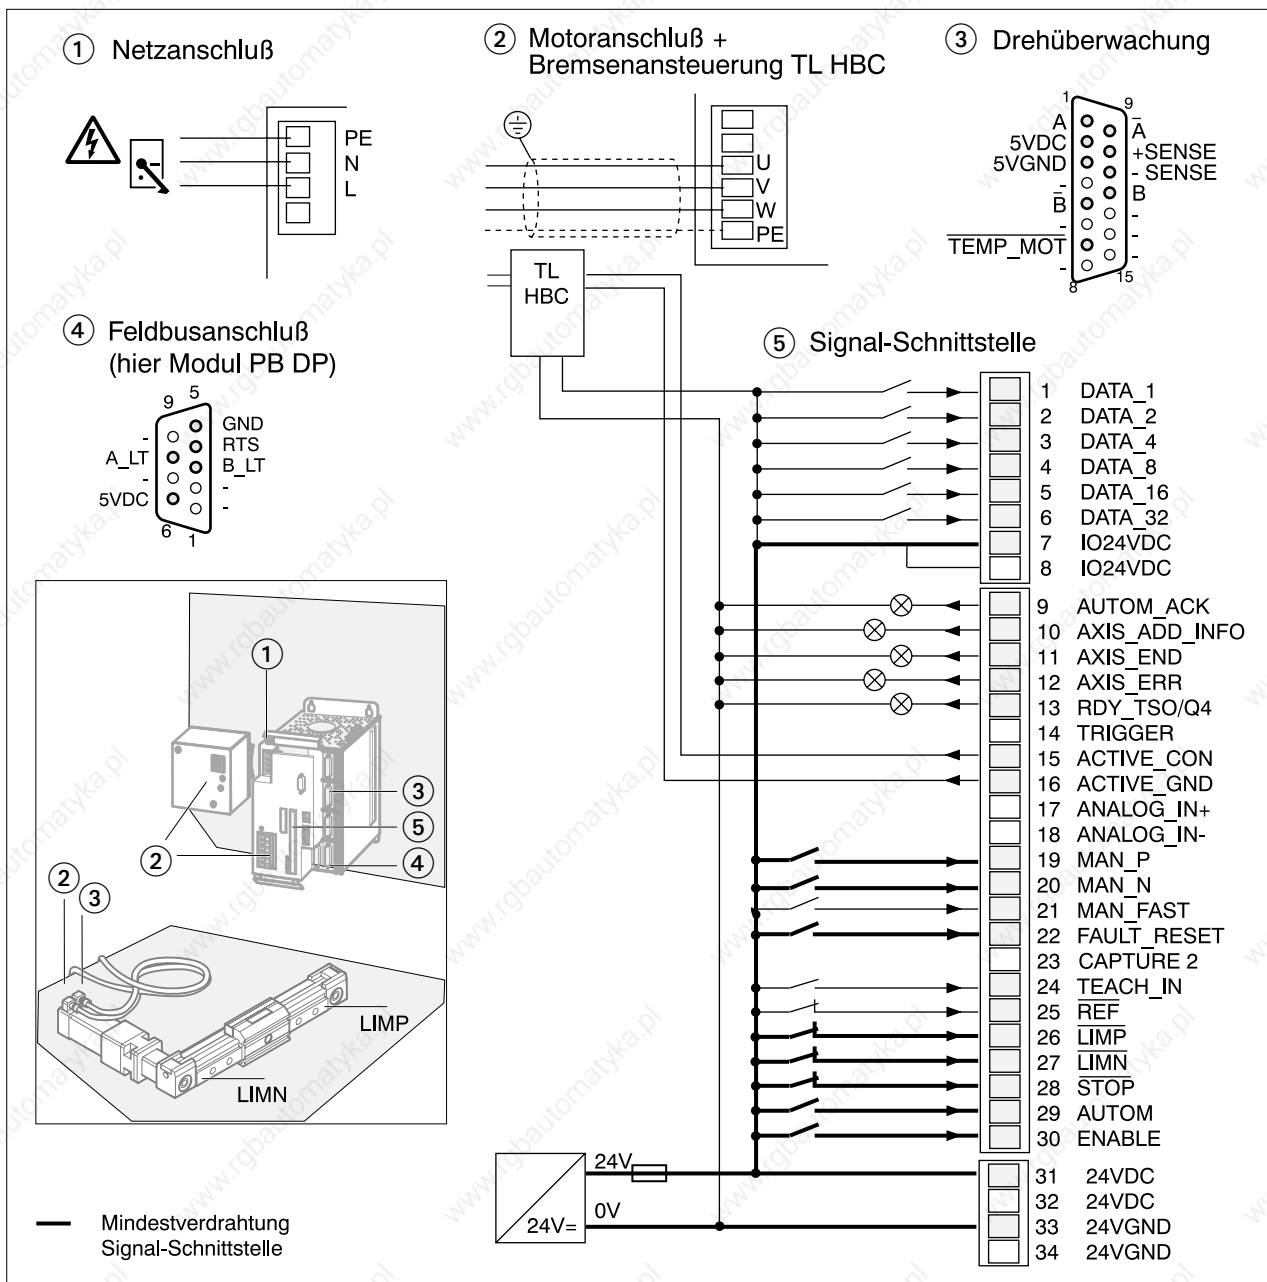 1 Netzanschluß
PE
N
L
2 Motoranschluß +
Bremsenansteuerung TL HBC
U
V
W
PE
TL
HBC
3 Drehüberwachung
1
9
A
A̅
5VDC
+SENSE
5VGND
- SENSE
-
B
B̅
-
-
-
T̅E̅M̅P̅_̅M̅O̅T̅
-
-
8
15
4 Feldbusanschluß
(hier Modul PB DP)
9
5
GND
-
RTS
A_LT
B_LT
-
-
5VDC
-
6
1
5 Signal-Schnittstelle
1 DATA_1
2 DATA_2
3 DATA_4
4 DATA_8
5 DATA_16
6 DATA_32
7 IO24VDC
8 IO24VDC
9 AUTOM_ACK
10 AXIS_ADD_INFO
11 AXIS_END
12 AXIS_ERR
13 RDY_TSO/Q4
14 TRIGGER
15 ACTIVE_CON
16 ACTIVE_GND
17 ANALOG_IN+
18 ANALOG_IN-
19 MAN_P
20 MAN_N
21 MAN_FAST
22 FAULT_RESET
23 CAPTURE 2
24 TEACH_IN
25 R̅E̅F̅
26 L̅I̅M̅P̅
27 L̅I̅M̅N̅
28 S̅T̅O̅P̅
29 AUTOM
30 ENABLE
31 24VDC
32 24VDC
33 24VGND
34 24VGND
24V
0V
24V=
1
3
5
4
2
2
3
LIMP
LIMN
Mindestverdrahtung
Signal-Schnittstelle
www.rgbautomatyka.pl